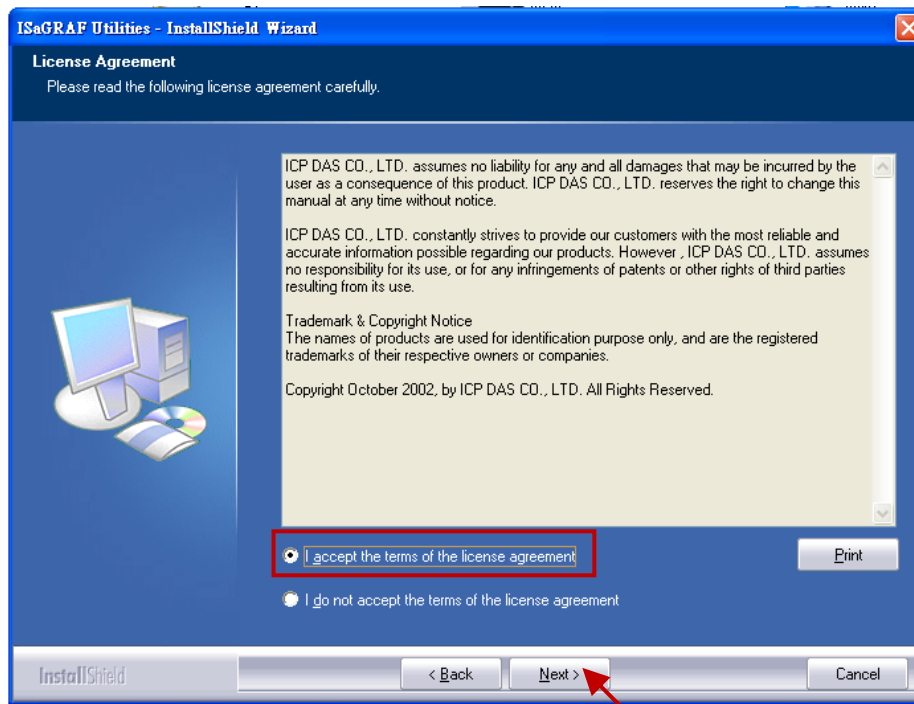 ISaGRAF Utilities - InstallShield Wizard
License Agreement
Please read the following license agreement carefully.
ICP DAS CO., LTD. assumes no liability for any and all damages that may be incurred by the
user as a consequence of this product. ICP DAS CO., LTD. reserves the right to change this
manual at any time without notice.
ICP DAS CO., LTD. constantly strives to provide our customers with the most reliable and
accurate information possible regarding our products. However , ICP DAS CO., LTD. assumes
no responsibility for its use, or for any infringements of patents or other rights of third parties
resulting from its use.
Trademark & Copyright Notice
The names of products are used for identification purpose only, and are the registered
trademarks of their respective owners or companies.
Copyright October 2002, by ICP DAS CO., LTD. All Rights Reserved.
I accept the terms of the license agreement
Print
I do not accept the terms of the license agreement
InstallShield
< Back
Next >
Cancel